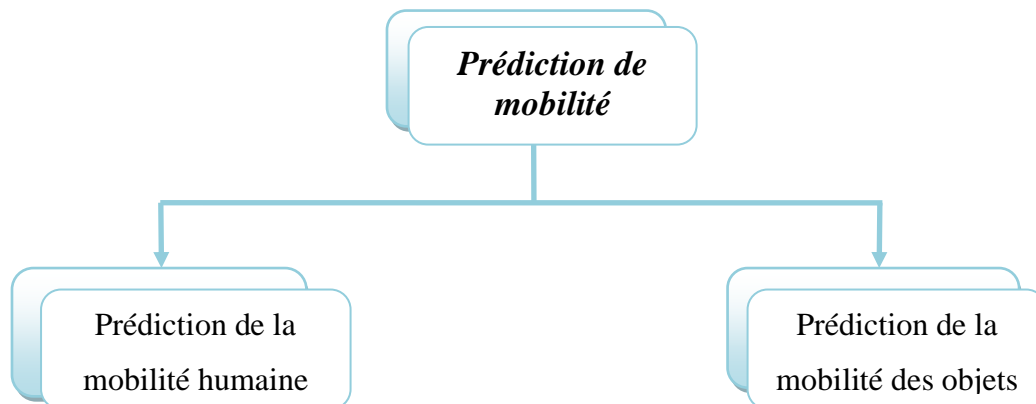 Prédiction de
mobilité
Prédiction de la
mobilité humaine
Prédiction de la
mobilité des objets